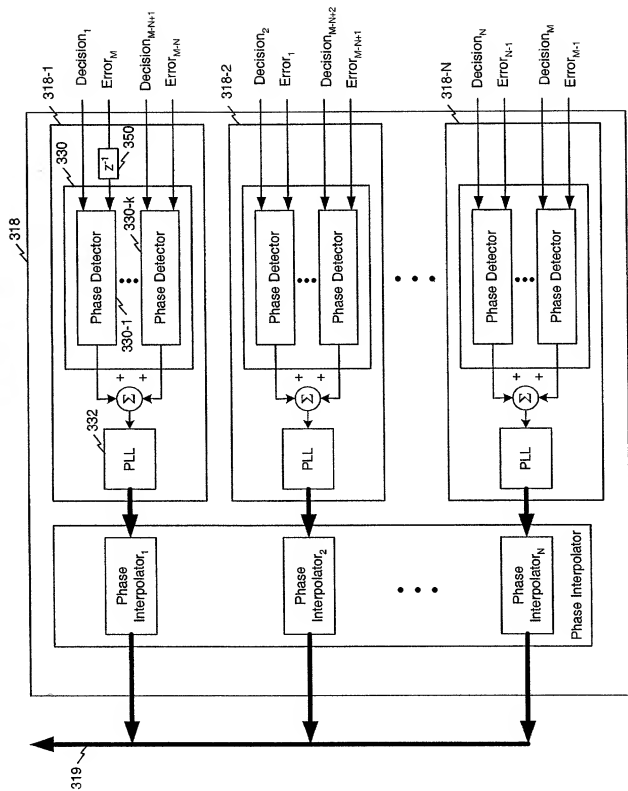 318
318-1
330
350
Z-1
Decision1
ErrorM
DecisionM-N+1
ErrorM-N
Phase Detector
330-1
330-k
Phase Detector
+
+
Σ
332
PLL
Phase
Interpolator1
318-2
Decision2
Error1
DecisionM-N+2
ErrorM-N+1
Phase Detector
Phase Detector
+
+
Σ
PLL
Phase
Interpolator2
318-N
DecisionN
ErrorN-1
DecisionM
ErrorM-1
Phase Detector
Phase Detector
+
+
Σ
PLL
Phase
InterpolatorN
Phase Interpolator
319